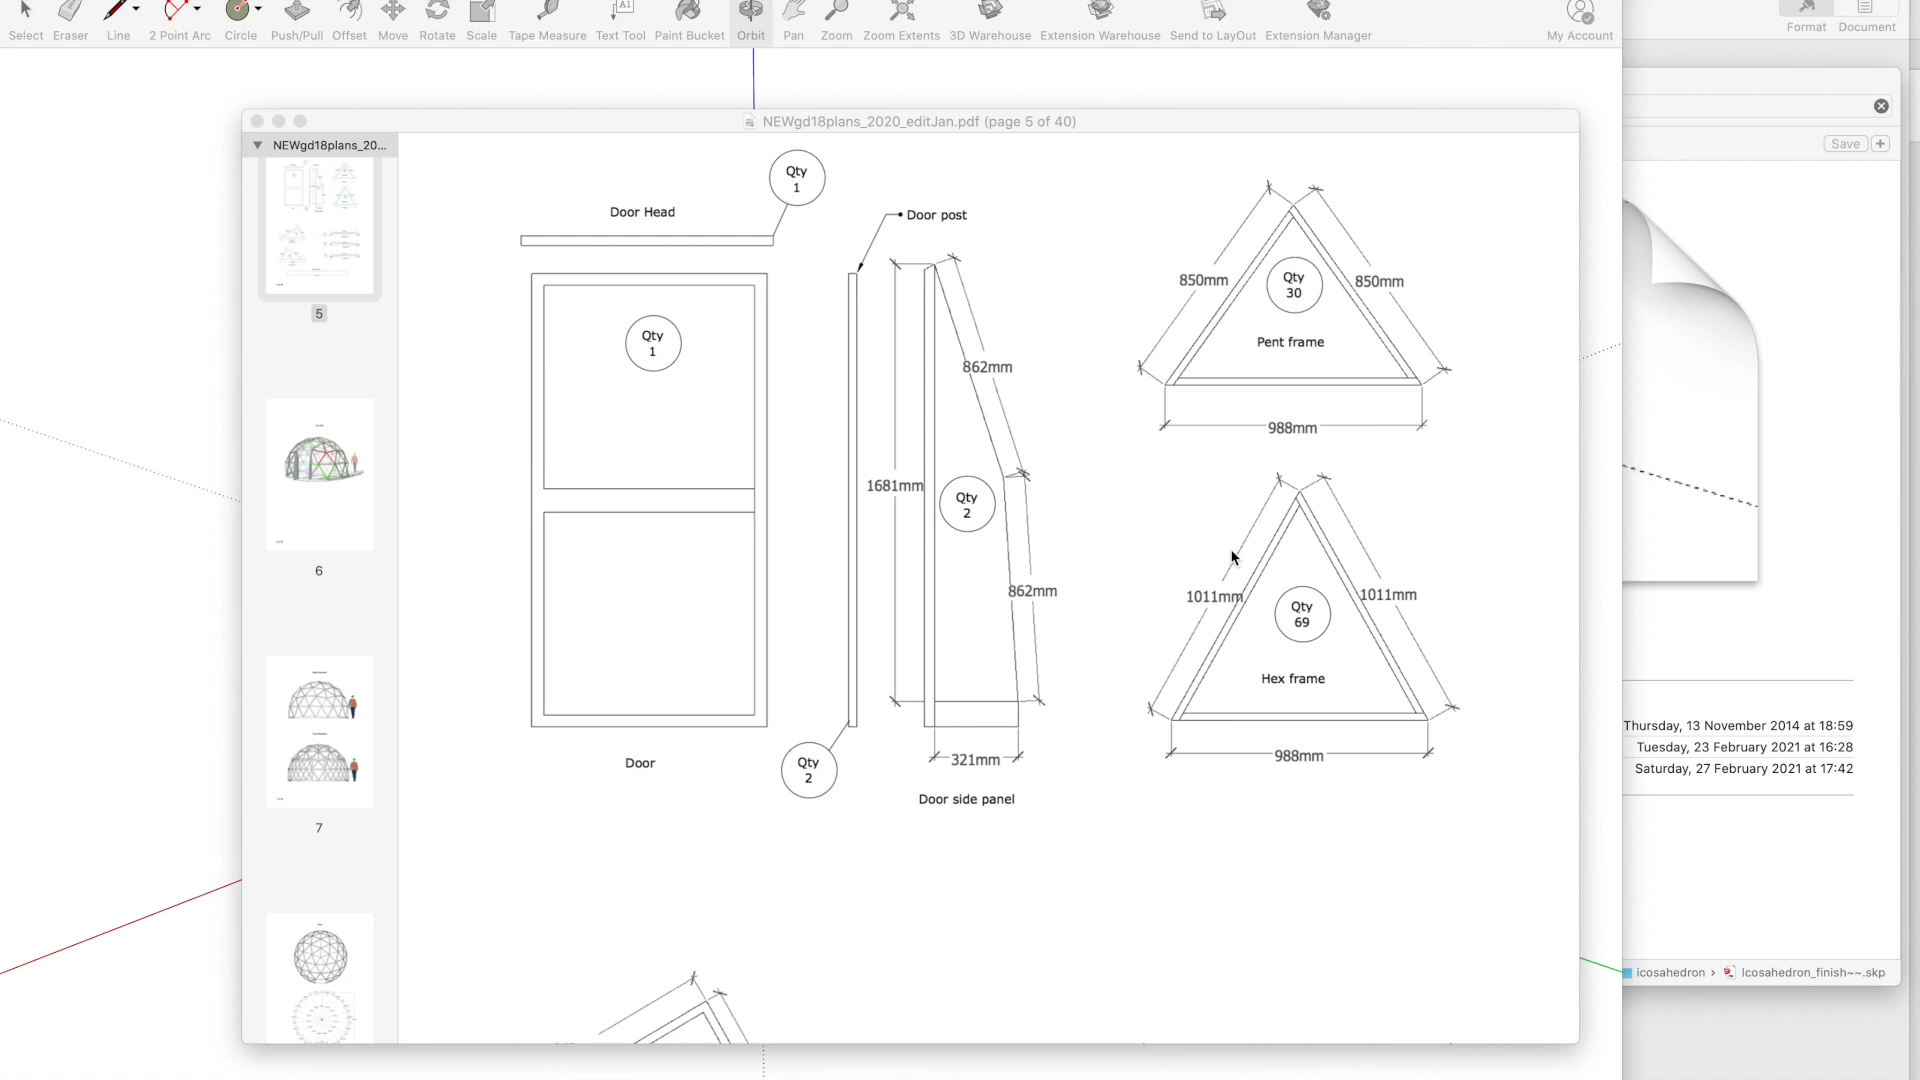 Select Eraser Line 2 Point Arc Circle Push/Pull Offset Move Rotate Scale Tape Measure Text Tool Paint Bucket Orbit Pan Zoom Zoom Extents 3D Warehouse Extension Warehouse Send to LayOut Extension Manager My Account
Format Document
NEWgd18plans_2020_editJan.pdf (page 5 of 40)
NEWgd18plans_20...
Save
5
6
7
Qty
1
Door Head
Door post
Qty
1
Door
Qty
2
1681mm
862mm
Qty
2
862mm
321mm
Door side panel
850mm
850mm
Qty
30
Pent frame
988mm
1011mm
1011mm
Qty
69
Hex frame
988mm
Thursday, 13 November 2014 at 18:59
Tuesday, 23 February 2021 at 16:28
Saturday, 27 February 2021 at 17:42
icosahedron › Icosahedron_finish~~.skp